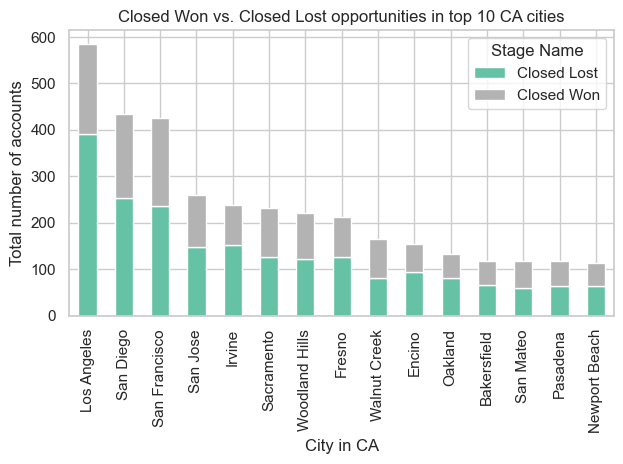 Closed Won vs. Closed Lost opportunities in top 10 CA cities
Total number of accounts
600
500
400
300
200
100
0
Stage Name
Closed Lost
Closed Won
Los Angeles
San Diego
San Francisco
San Jose
Irvine
Sacramento
Woodland Hills
Fresno
Walnut Creek
Encino
Oakland
Bakersfield
San Mateo
Pasadena
Newport Beach
City in CA